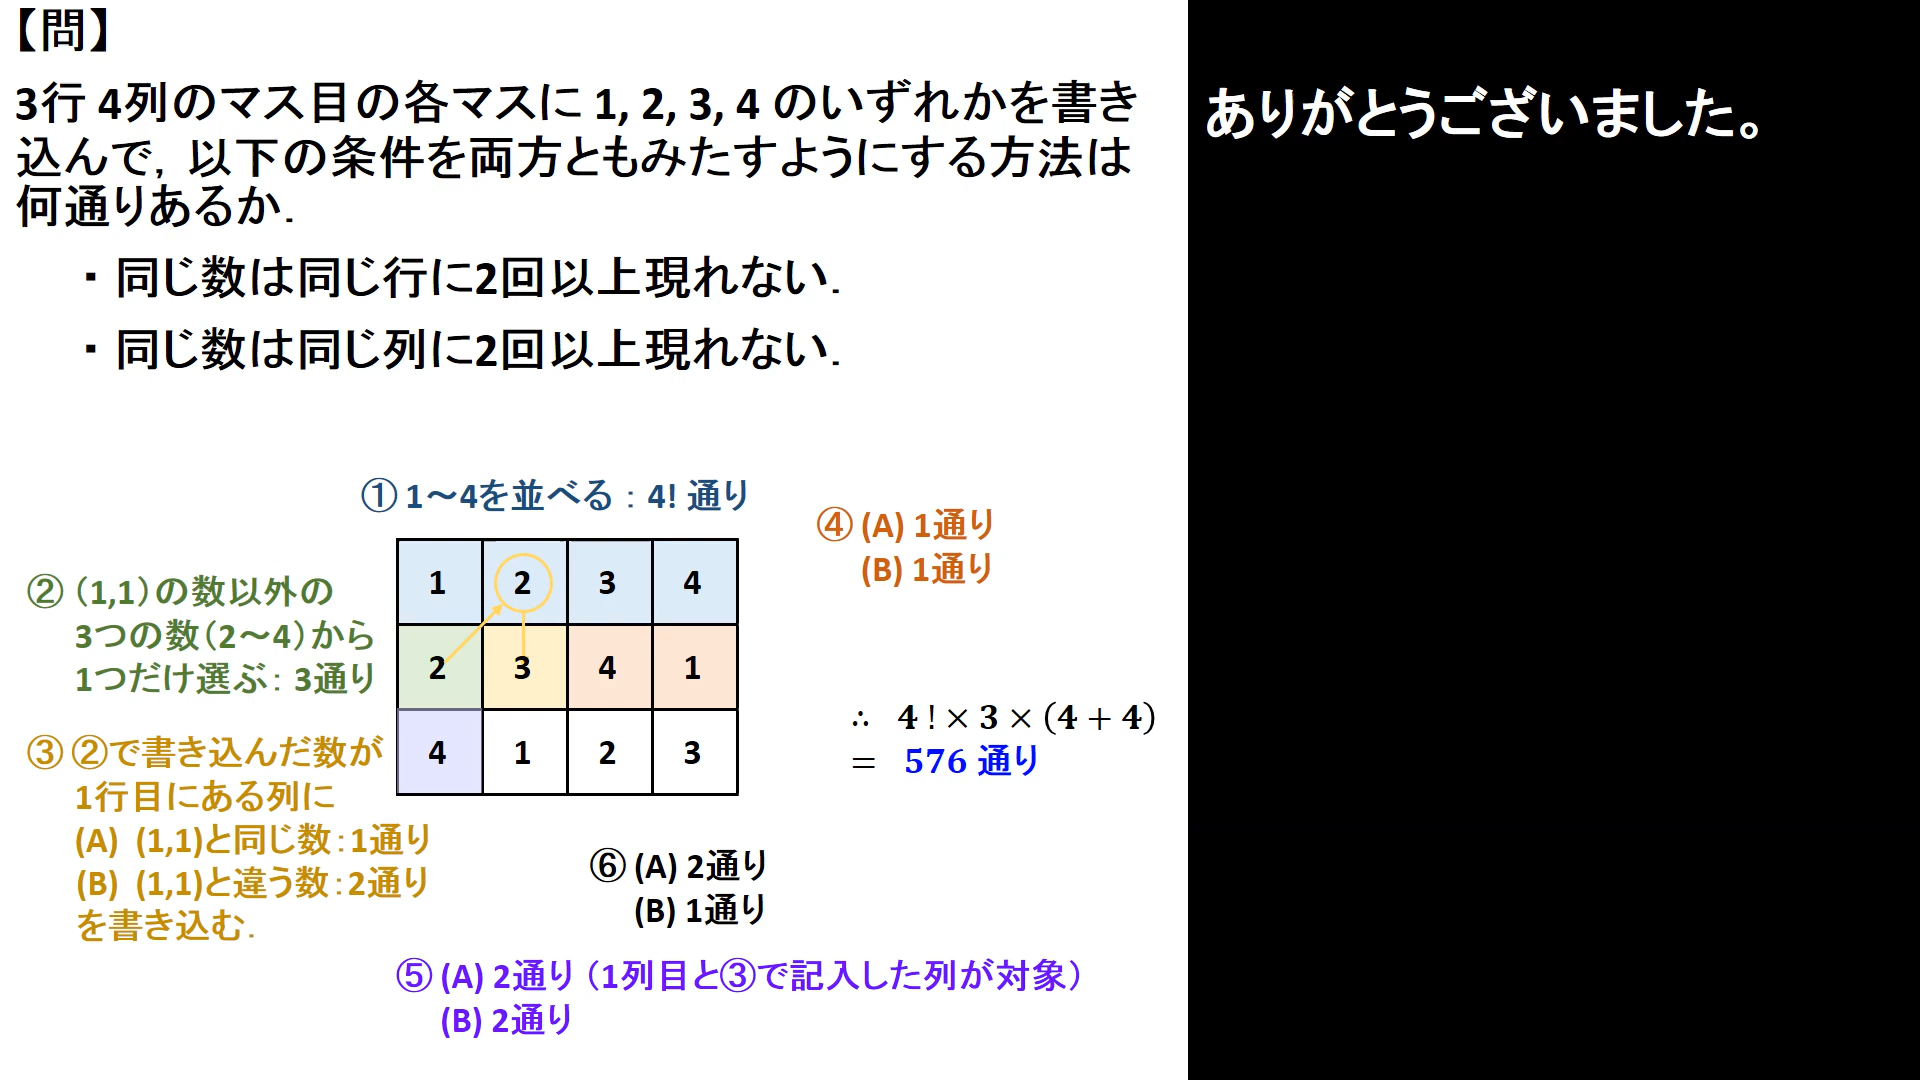 【問】
3行 4列のマス目の各マスに 1, 2, 3, 4 のいずれかを書き
込んで, 以下の条件を両方ともみたすようにする方法は
何通りあるか.
・同じ数は同じ行に2回以上現れない.
・同じ数は同じ列に2回以上現れない.
① 1～4を並べる : 4! 通り
1 2 3 4
2 3 4 1
4 1 2 3
② (1,1)の数以外の
3つの数(2～4)から
1つだけ選ぶ: 3通り
③ ②で書き込んだ数が
1行目にある列に
(A) (1,1)と同じ数:1通り
(B) (1,1)と違う数:2通り
を書き込む.
④ (A) 1通り
(B) 1通り
∴ 4 ! × 3 × (4 + 4)
= 576 通り
⑥ (A) 2通り
(B) 1通り
⑤ (A) 2通り (1列目と③で記入した列が対象)
(B) 2通り
ありがとうございました。